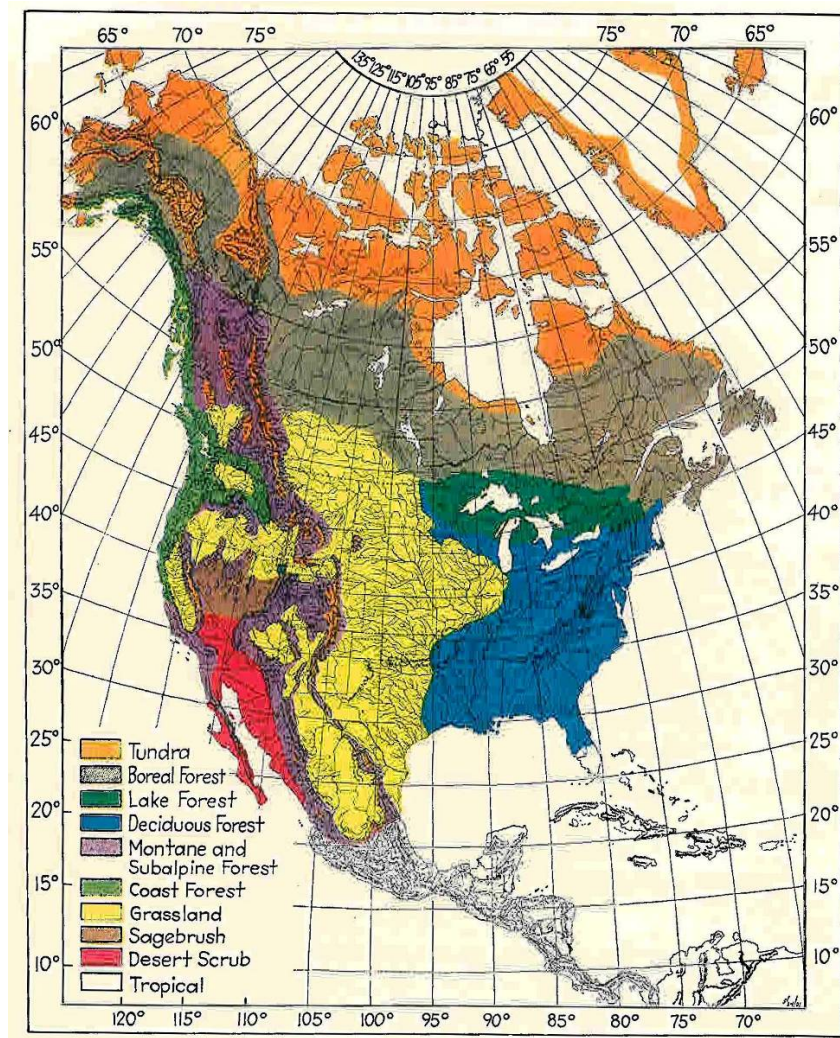 65° 70° 75° 75° 70° 65°
135° 125° 115° 105° 95° 85° 75° 65° 55
60° 60°
55° 55°
50° 50°
45° 45°
40° 40°
35° 35°
30° 30°
25° 25°
20° 20°
15° 15°
10° 10°
Tundra
Boreal Forest
Lake Forest
Deciduous Forest
Montane and
Subalpine Forest
Coast Forest
Grassland
Sagebrush
Desert Scrub
Tropical
120° 115° 110° 105° 100° 95° 90° 85° 80° 75° 70°